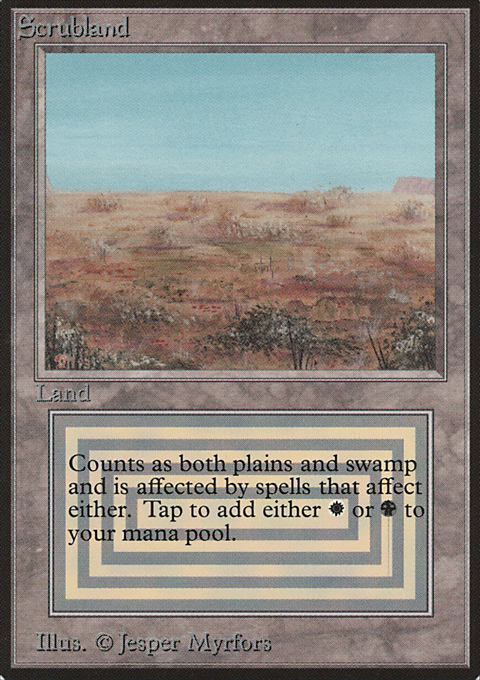 Scrubland
Land
Counts as both plains and swamp
and is affected by spells that affect
either. Tap to add either or to
your mana pool.
Illus. © Jesper Myrfors